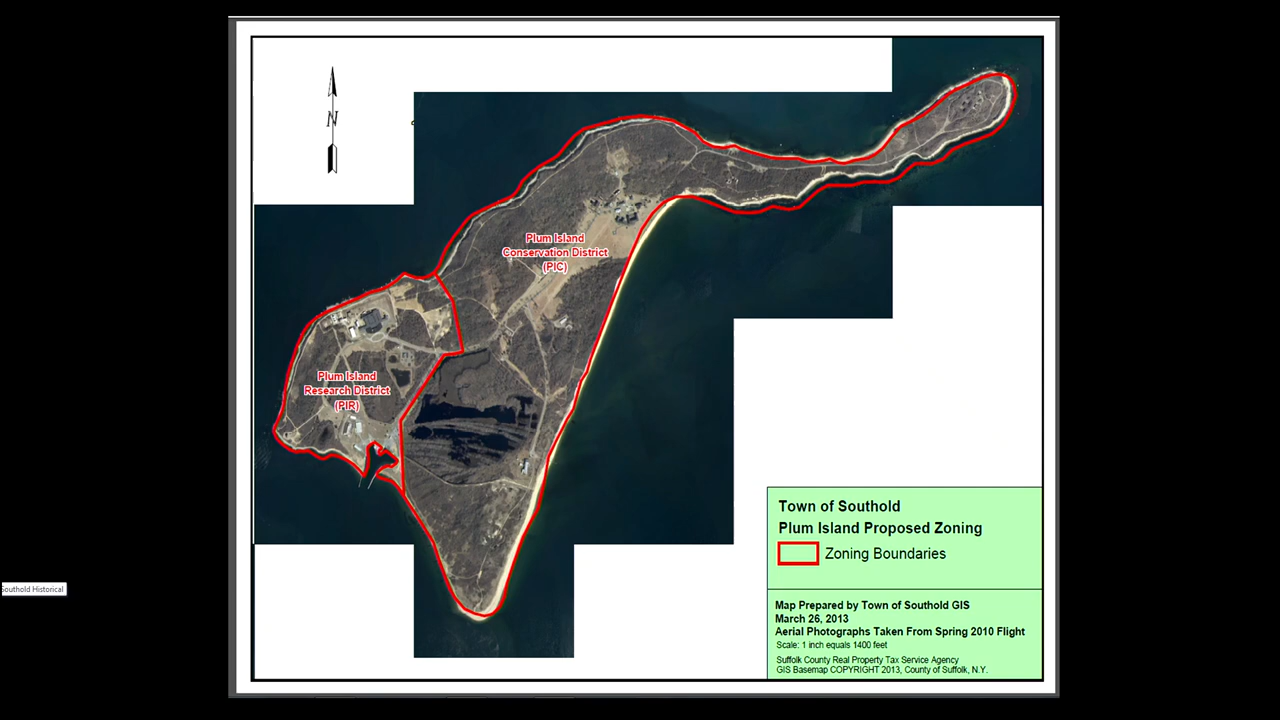 N
Plum Island
Conservation District
(PIC)
Plum Island
Research District
(PIR)
Town of Southold
Plum Island Proposed Zoning
Zoning Boundaries
Map Prepared by Town of Southold GIS
March 26, 2013
Aerial Photographs Taken From Spring 2010 Flight
Scale: 1 inch equals 1400 feet
Suffolk County Real Property Tax Service Agency
GIS Basemap COPYRIGHT 2013, County of Suffolk, N.Y.
Southold Historical